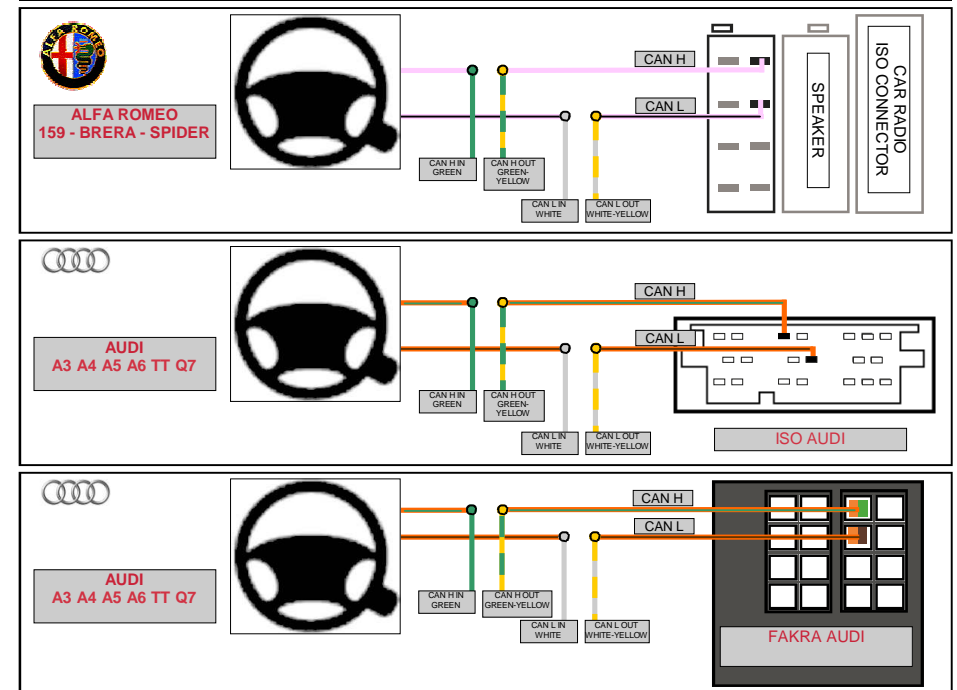 ALFA ROMEO
ALFA ROMEO
159 - BRERA - SPIDER
CAN H
CAN L
CAN H IN
GREEN
CAN H OUT
GREEN-
YELLOW
CAN L IN
WHITE
CAN L OUT
WHITE-YELLOW
SPEAKER
CAR RADIO
ISO CONNECTOR
AUDI
A3 A4 A5 A6 TT Q7
CAN H
CAN L
CAN H IN
GREEN
CAN H OUT
GREEN-
YELLOW
CAN L IN
WHITE
CAN L OUT
WHITE-YELLOW
ISO AUDI
AUDI
A3 A4 A5 A6 TT Q7
CAN H
CAN L
CAN H IN
GREEN
CAN H OUT
GREEN-YELLOW
CAN L IN
WHITE
CAN L OUT
WHITE-YELLOW
FAKRA AUDI